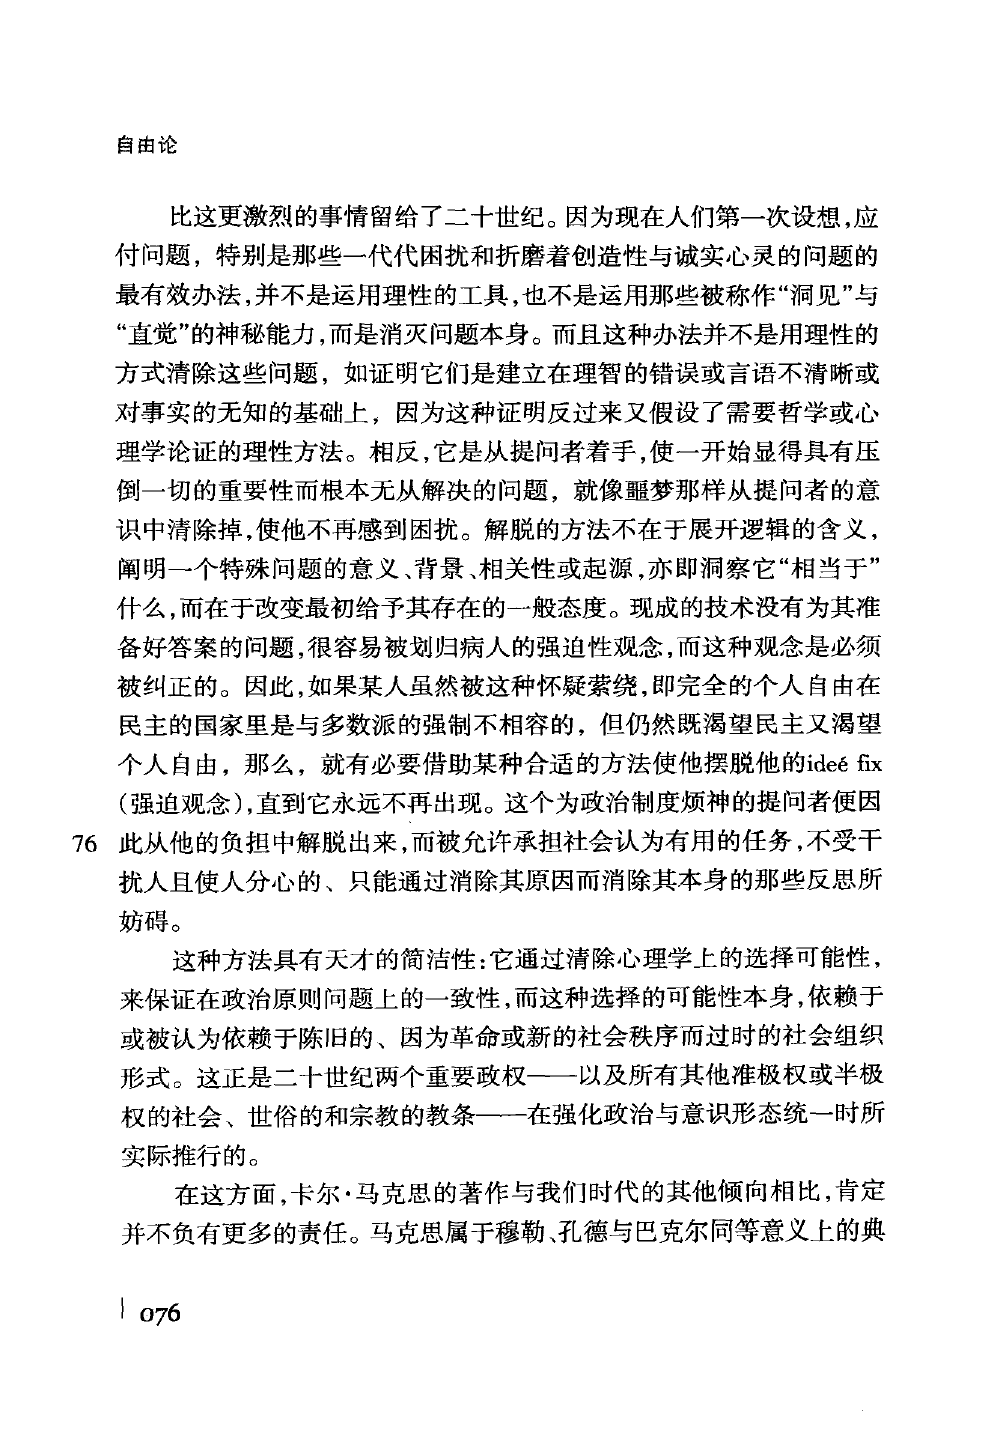 自由论
比这更激烈的事情留给了二十世纪。因为现在人们第一次设想,应
付问题，特别是那些一代代困扰和折磨着创造性与诚实心灵的问题的
最有效办法,并不是运用理性的工具,也不是运用那些被称作“洞见”与
“直觉”的神秘能力,而是消灭问题本身。而且这种办法并不是用理性的
方式清除这些问题，如证明它们是建立在理智的错误或言语不清晰或
对事实的无知的基础上，因为这种证明反过来又假设了需要哲学或心
理学论证的理性方法。相反,它是从提问者着手,使一开始显得具有压
倒一切的重要性而根本无从解决的问题，就像噩梦那样从提问者的意
识中清除掉,使他不再感到困扰。解脱的方法不在于展开逻辑的含义,
阐明一个特殊问题的意义、背景、相关性或起源,亦即洞察它“相当于”
什么,而在于改变最初给予其存在的一般态度。现成的技术没有为其准
备好答案的问题,很容易被划归病人的强迫性观念,而这种观念是必须
被纠正的。因此,如果某人虽然被这种怀疑萦绕,即完全的个人自由在
民主的国家里是与多数派的强制不相容的，但仍然既渴望民主又渴望
个人自由，那么，就有必要借助某种合适的方法使他摆脱他的ideé fix
(强迫观念),直到它永远不再出现。这个为政治制度烦神的提问者便因
76 此从他的负担中解脱出来,而被允许承担社会认为有用的任务,不受干
扰人且使人分心的、只能通过消除其原因而消除其本身的那些反思所
妨碍。
这种方法具有天才的简洁性:它通过清除心理学上的选择可能性,
来保证在政治原则问题上的一致性,而这种选择的可能性本身,依赖于
或被认为依赖于陈旧的、因为革命或新的社会秩序而过时的社会组织
形式。这正是二十世纪两个重要政权——以及所有其他准极权或半极
权的社会、世俗的和宗教的教条——在强化政治与意识形态统一时所
实际推行的。
在这方面,卡尔·马克思的著作与我们时代的其他倾向相比,肯定
并不负有更多的责任。马克思属于穆勒、孔德与巴克尔同等意义上的典
076